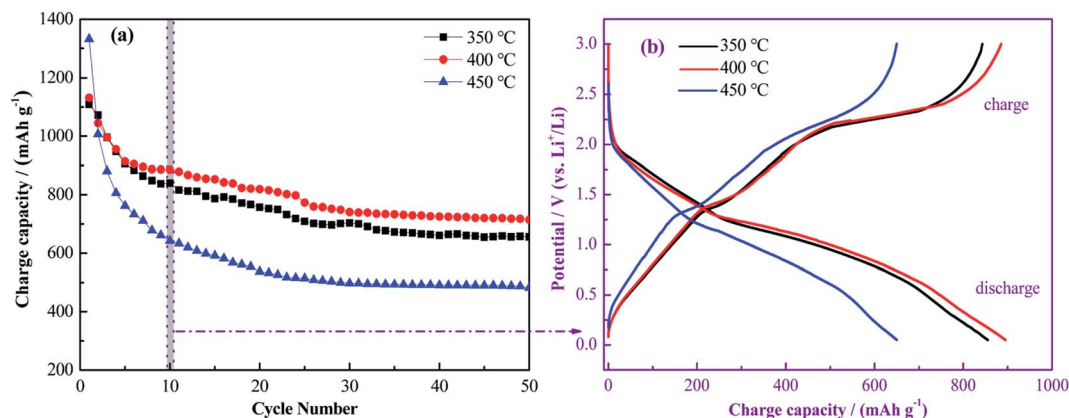 (a)
350 ℃
400 ℃
450 ℃
1400
1200
1000
800
600
400
200
Charge capacity / (mAh g⁻¹)
0 10 20 30 40 50
Cycle Number
(b)
350 ℃
400 ℃
450 ℃
charge
discharge
3.0
2.5
2.0
1.5
1.0
0.5
0.0
Potential / V (vs. Li⁺/Li)
0 200 400 600 800 1000
Charge capacity / (mAh g⁻¹)